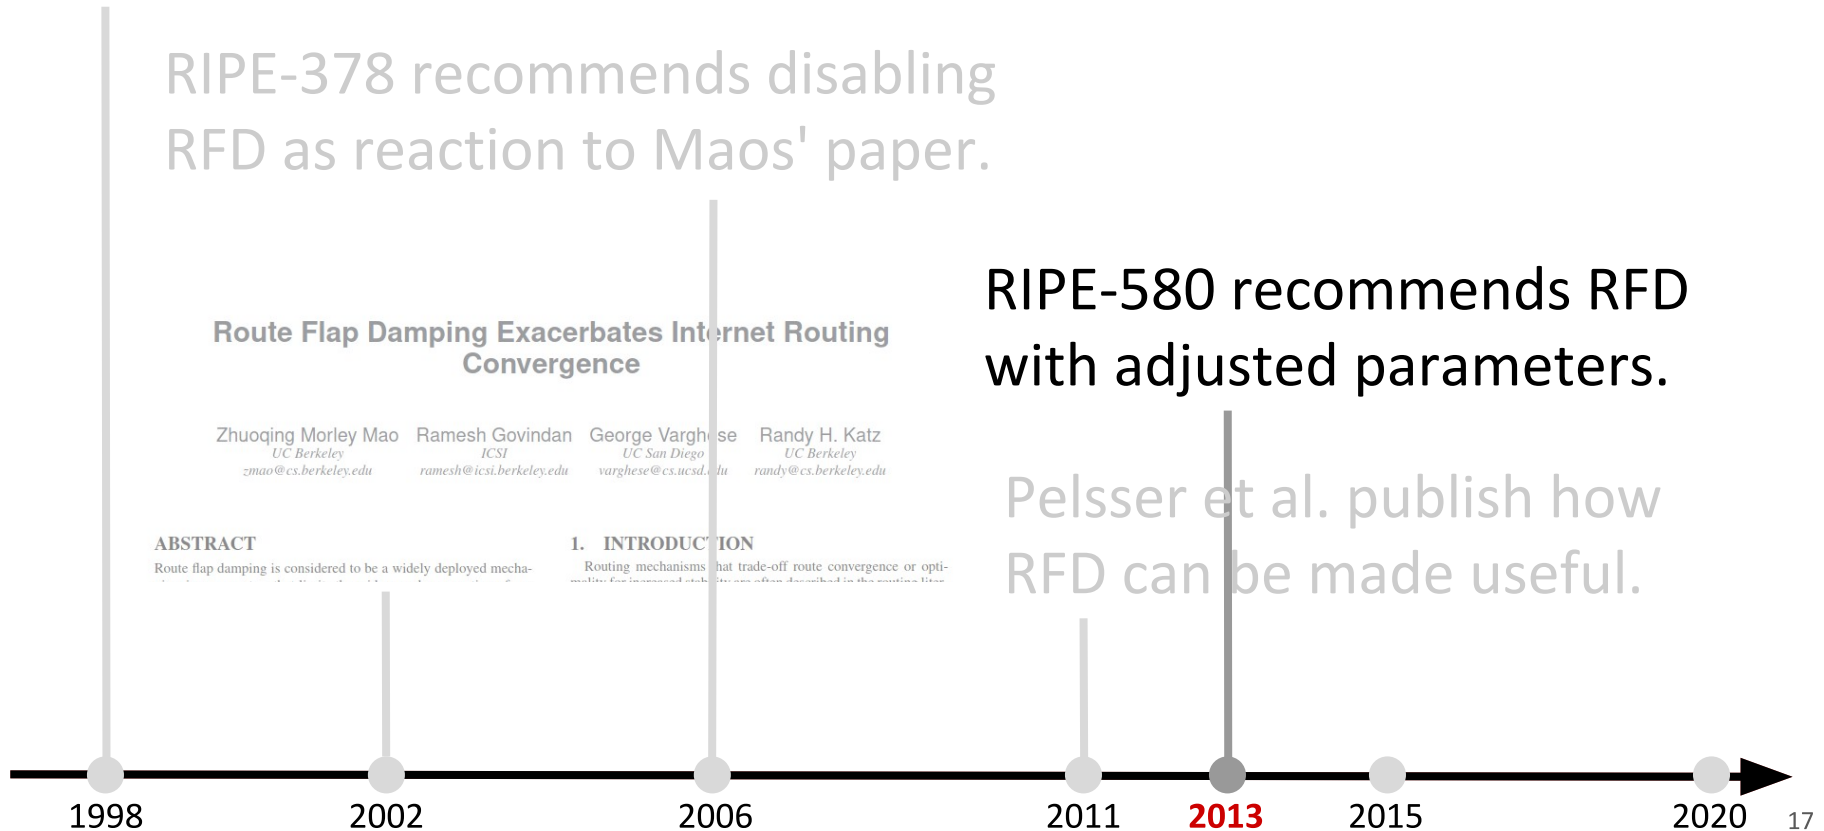 RIPE-378 recommends disabling
RFD as reaction to Maos' paper.
RIPE-580 recommends RFD
with adjusted parameters.
Route Flap Damping Exacerbates Internet Routing
Convergence
Zhuoqing Morley Mao Ramesh Govindan George Varghese Randy H. Katz
UC Berkeley ICSI UC San Diego UC Berkeley
zmao@cs.berkeley.edu ramesh@icsi.berkeley.edu varghese@cs.ucsd.edu randy@cs.berkeley.edu
Pelsser et al. publish how
RFD can be made useful.
ABSTRACT
Route flap damping is considered to be a widely deployed mecha-
1. INTRODUCTION
Routing mechanisms that trade-off route convergence or opti-
1998 2002 2006 2011 2013 2015 2020
17